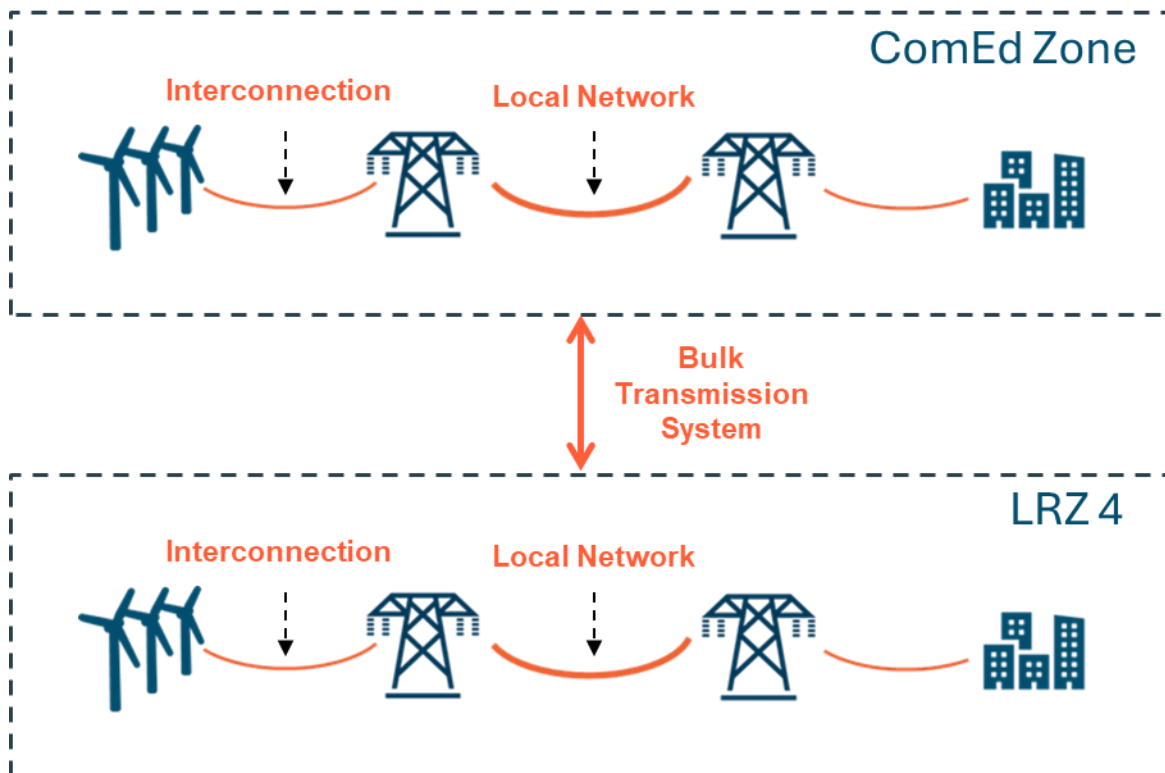 ComEd Zone
Interconnection
Local Network
Bulk
Transmission
System
LRZ 4
Interconnection
Local Network